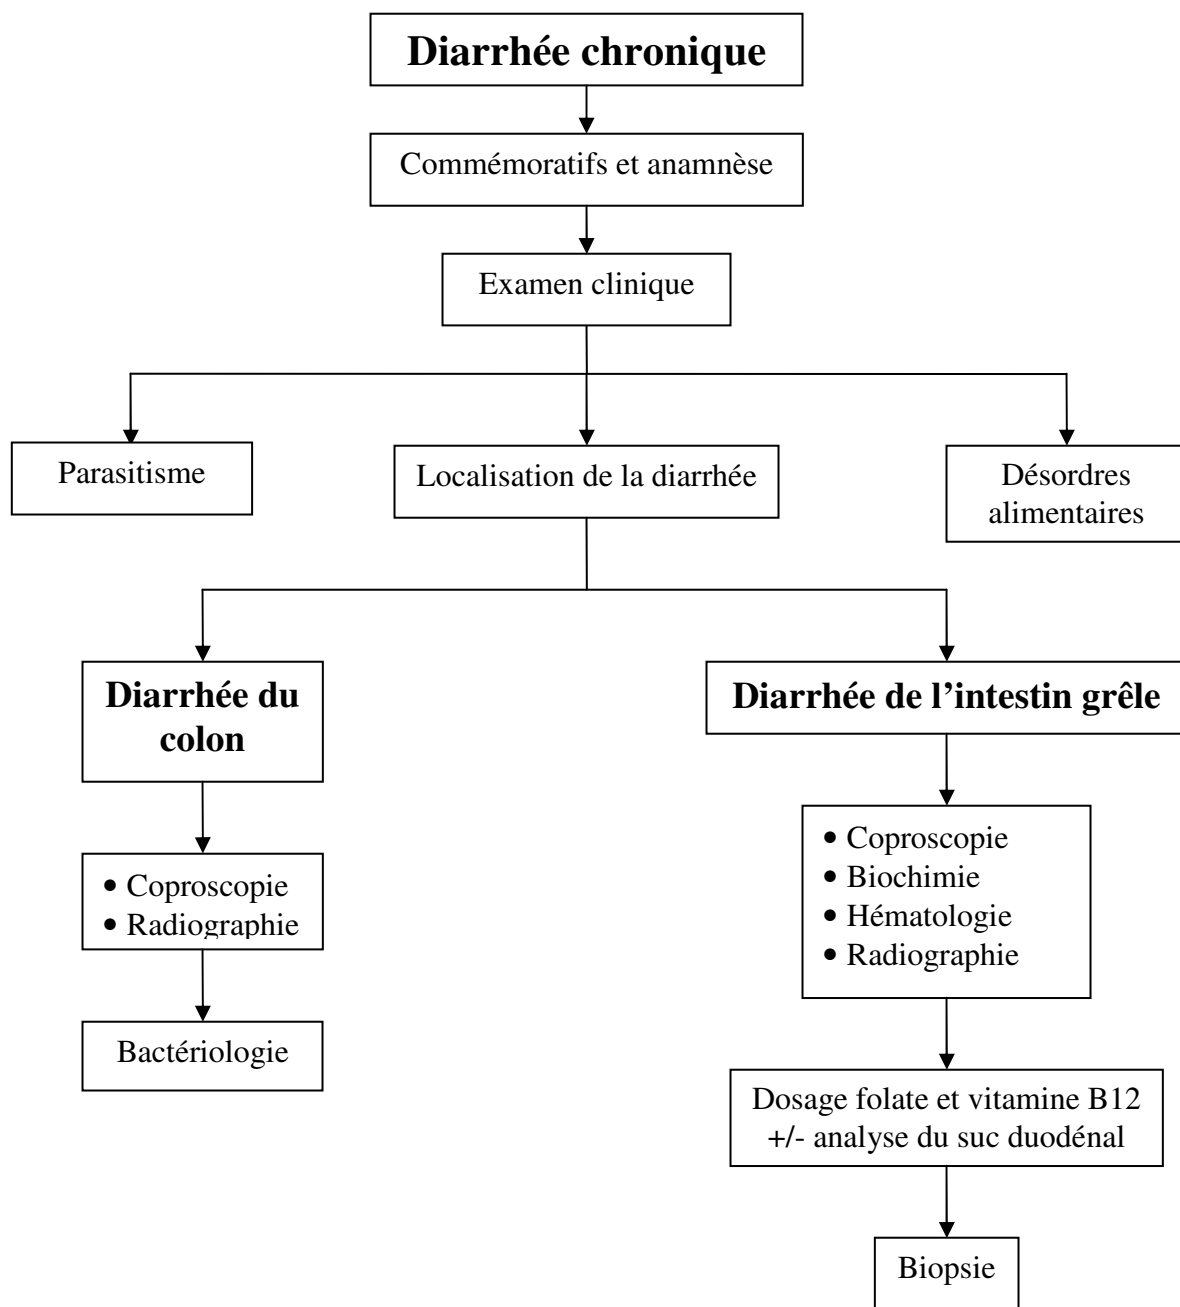 Diarrhée chronique
Commémoratifs et anamnèse
Examen clinique
Parasitisme
Localisation de la diarrhée
Désordres
alimentaires
Diarrhée du
colon
Diarrhée de l’intestin grêle
• Coproscopie
• Radiographie
• Coproscopie
• Biochimie
• Hématologie
• Radiographie
Bactériologie
Dosage folate et vitamine B12
+/- analyse du suc duodénal
Biopsie